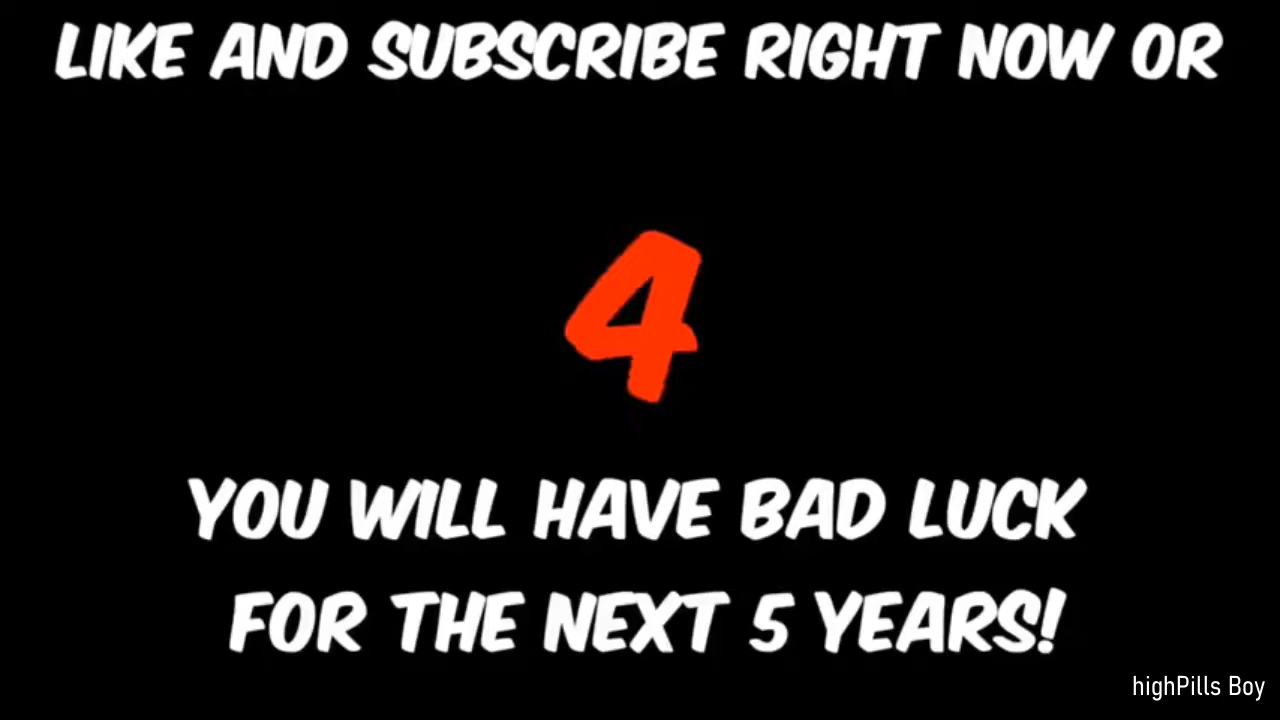 LIKE AND SUBSCRIBE RIGHT NOW OR
4
YOU WILL HAVE BAD LUCK
FOR THE NEXT 5 YEARS!
highPills Boy